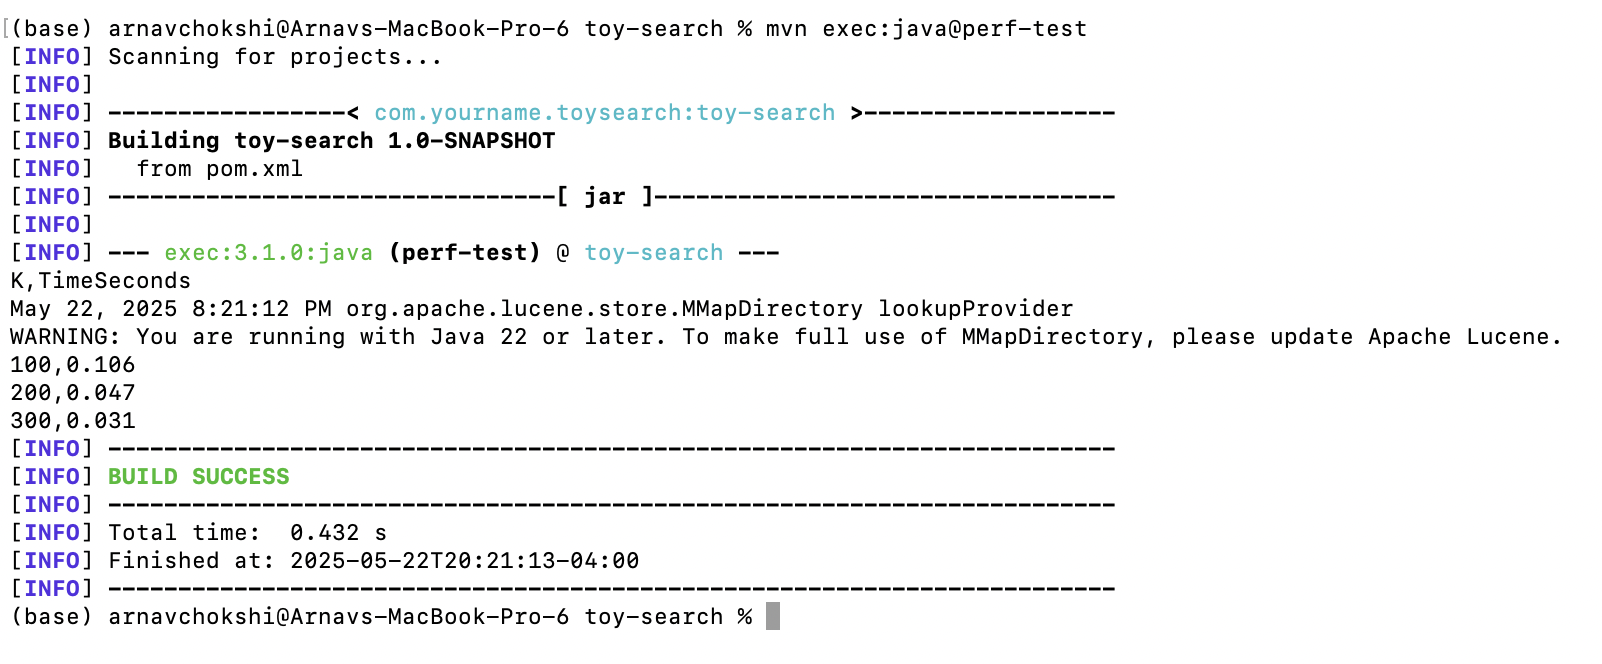 (base) arnavchokshi@Arnavs-MacBook-Pro-6 toy-search % mvn exec:java@perf-test
[INFO] Scanning for projects...
[INFO]
[INFO] -----------------< com.yourname.toysearch:toy-search >------------------
[INFO] Building toy-search 1.0-SNAPSHOT
[INFO]   from pom.xml
[INFO] --------------------------------[ jar ]---------------------------------
[INFO]
[INFO] --- exec:3.1.0:java (perf-test) @ toy-search ---
K,TimeSeconds
May 22, 2025 8:21:12 PM org.apache.lucene.store.MMapDirectory lookupProvider
WARNING: You are running with Java 22 or later. To make full use of MMapDirectory, please update Apache Lucene.
100,0.106
200,0.047
300,0.031
[INFO] ------------------------------------------------------------------------
[INFO] BUILD SUCCESS
[INFO] ------------------------------------------------------------------------
[INFO] Total time:  0.432 s
[INFO] Finished at: 2025-05-22T20:21:13-04:00
[INFO] ------------------------------------------------------------------------
(base) arnavchokshi@Arnavs-MacBook-Pro-6 toy-search %